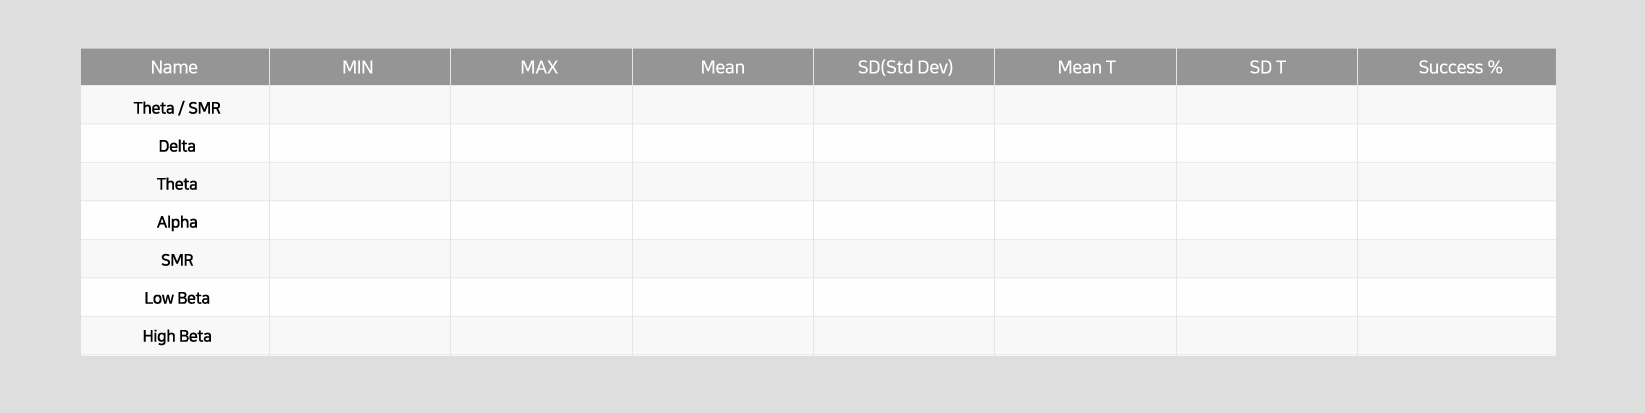 Name MIN MAX Mean SD(Std Dev) Mean T SD T Success %
Theta / SMR
Delta
Theta
Alpha
SMR
Low Beta
High Beta